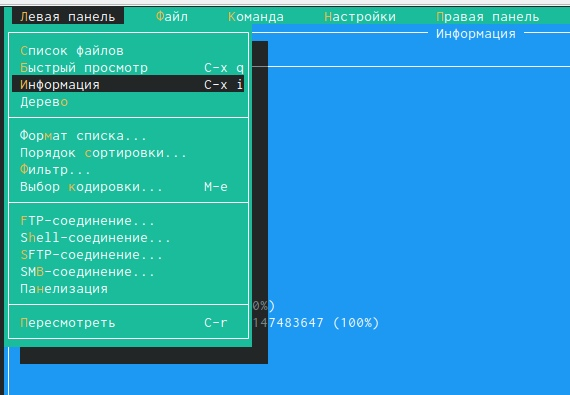 Левая панель Файл Команда Настройки Правая панель
Информация
Список файлов
Быстрый просмотр C-x q
Информация C-x i
Дерево
Формат списка...
Порядок сортировки...
Фильтр...
Выбор кодировки... M-e
FTP-соединение...
Shell-соединение...
SFTP-соединение...
SMB-соединение...
Панелизация
0%)
Пересмотреть C-r 147483647 (100%)